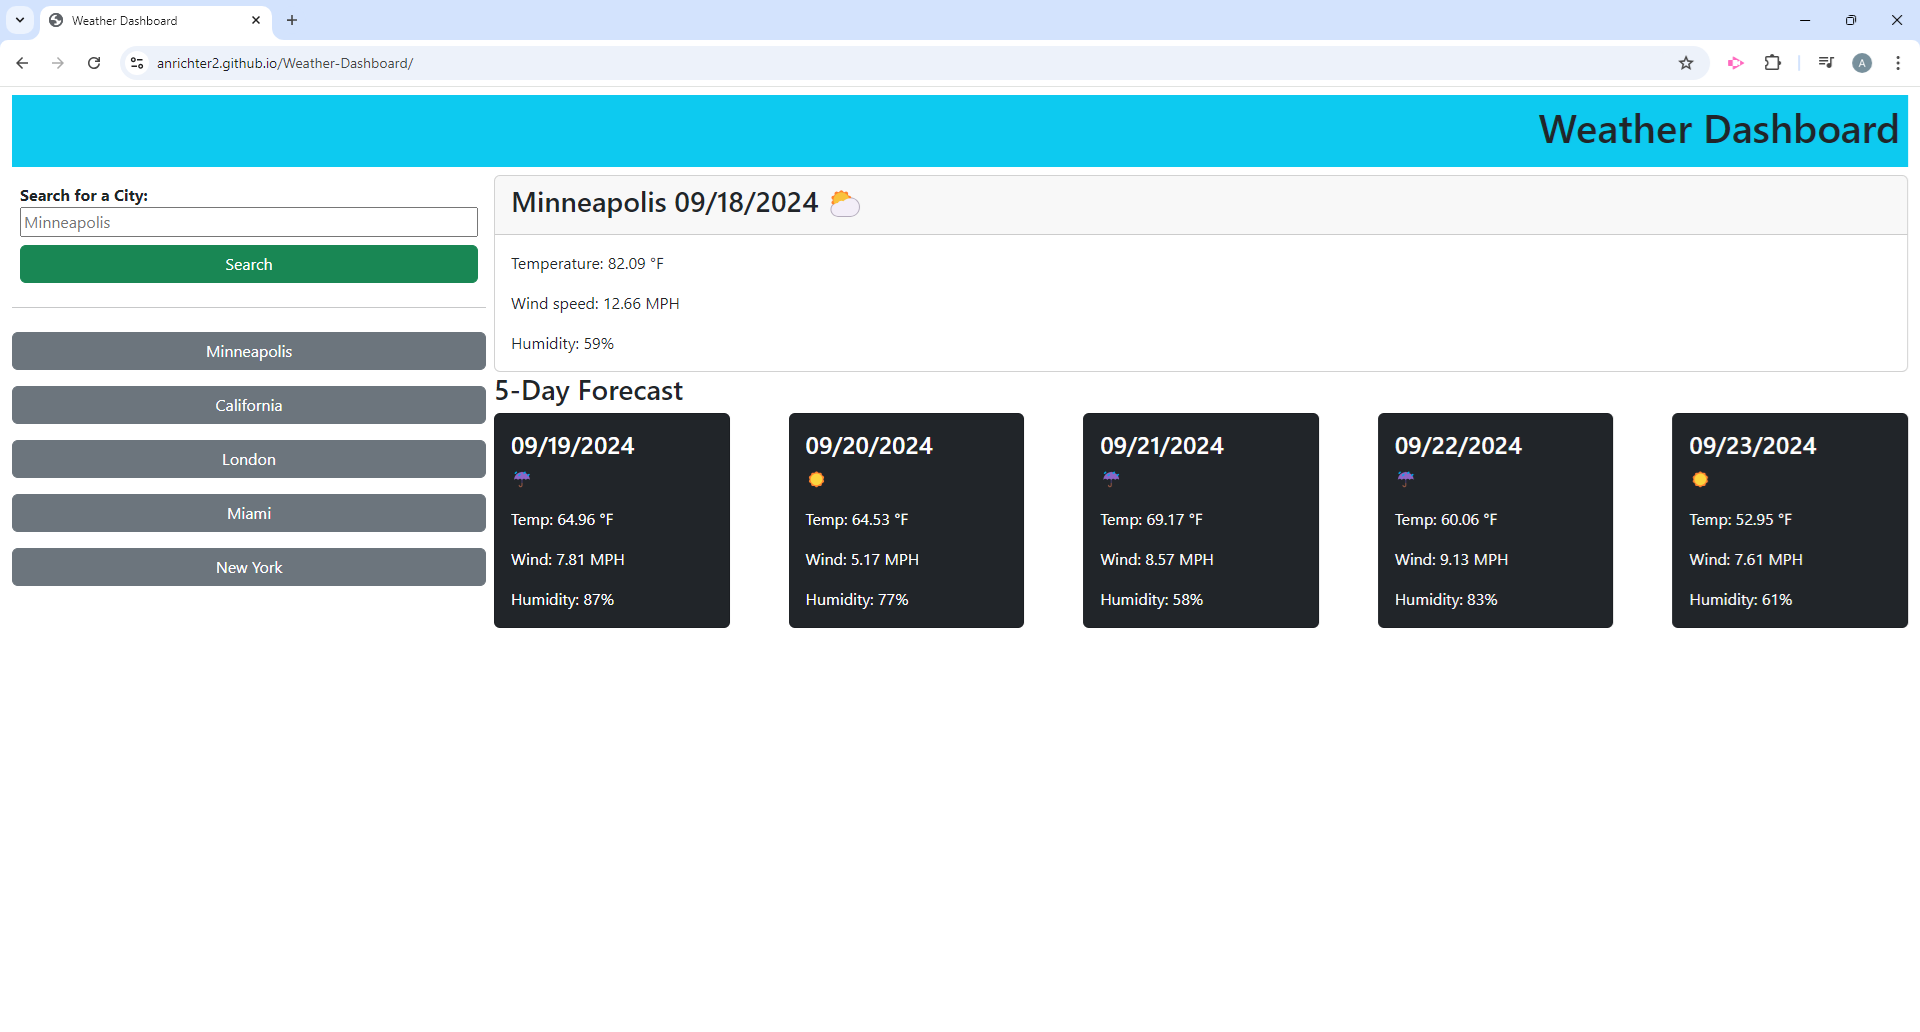 Weather Dashboard
anrichter2.github.io/Weather-Dashboard/
A
Weather Dashboard
Search for a City:
Minneapolis
Search
Minneapolis
California
London
Miami
New York
Minneapolis 09/18/2024
Temperature: 82.09 °F
Wind speed: 12.66 MPH
Humidity: 59%
5-Day Forecast
09/19/2024
Temp: 64.96 °F
Wind: 7.81 MPH
Humidity: 87%
09/20/2024
Temp: 64.53 °F
Wind: 5.17 MPH
Humidity: 77%
09/21/2024
Temp: 69.17 °F
Wind: 8.57 MPH
Humidity: 58%
09/22/2024
Temp: 60.06 °F
Wind: 9.13 MPH
Humidity: 83%
09/23/2024
Temp: 52.95 °F
Wind: 7.61 MPH
Humidity: 61%